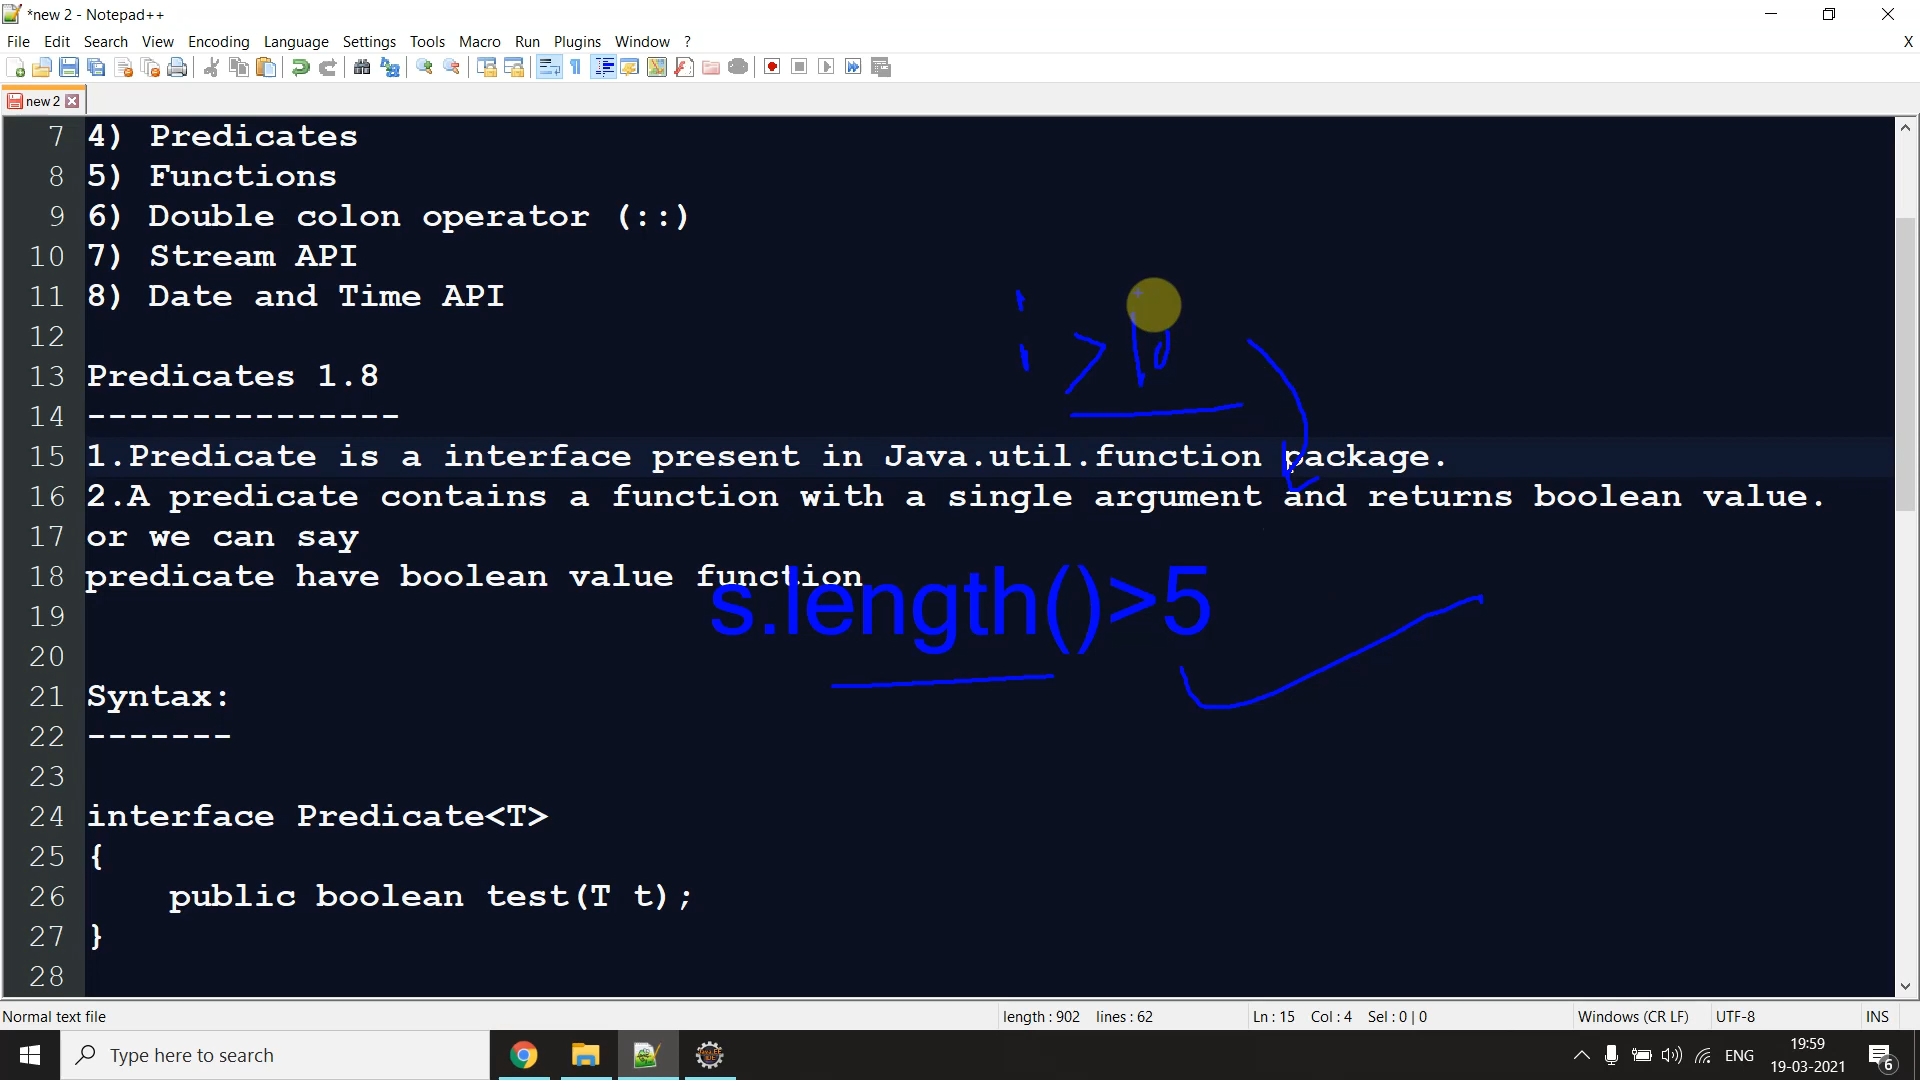 *new 2 - Notepad++
File Edit Search View Encoding Language Settings Tools Macro Run Plugins Window ? X
new 2
7 4) Predicates
8 5) Functions
9 6) Double colon operator (::)
10 7) Stream API
11 8) Date and Time API
12
13 Predicates 1.8
i >10
14 ---------------
15 1.Predicate is a interface present in Java.util.function package.
16 2.A predicate contains a function with a single argument and returns boolean value.
17 or we can say
18 predicate have boolean value function
s.length()>5
19
20
21 Syntax:
22 -------
23
24 interface Predicate<T>
25 {
26 public boolean test(T t);
27 }
28
Normal text file length : 902 lines : 62 Ln : 15 Col : 4 Sel : 0 | 0 Windows (CR LF) UTF-8 INS
Type here to search ENG 19:59
19-03-2021 6